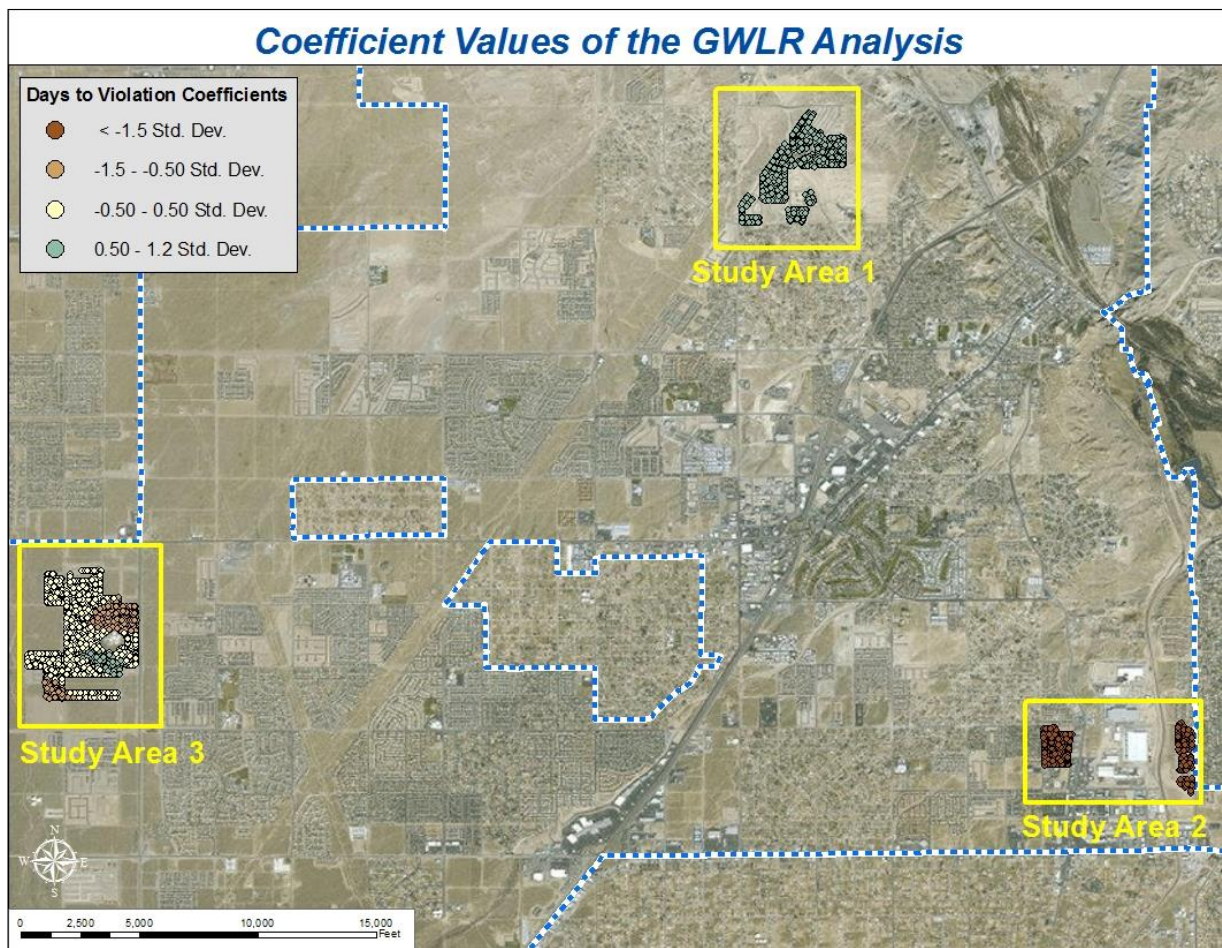 Coefficient Values of the GWLR Analysis
Days to Violation Coefficients
< -1.5 Std. Dev.
-1.5 - -0.50 Std. Dev.
-0.50 - 0.50 Std. Dev.
0.50 - 1.2 Std. Dev.
Study Area 1
Study Area 3
Study Area 2
N
W E
S
0 2,500 5,000 10,000 15,000
Feet